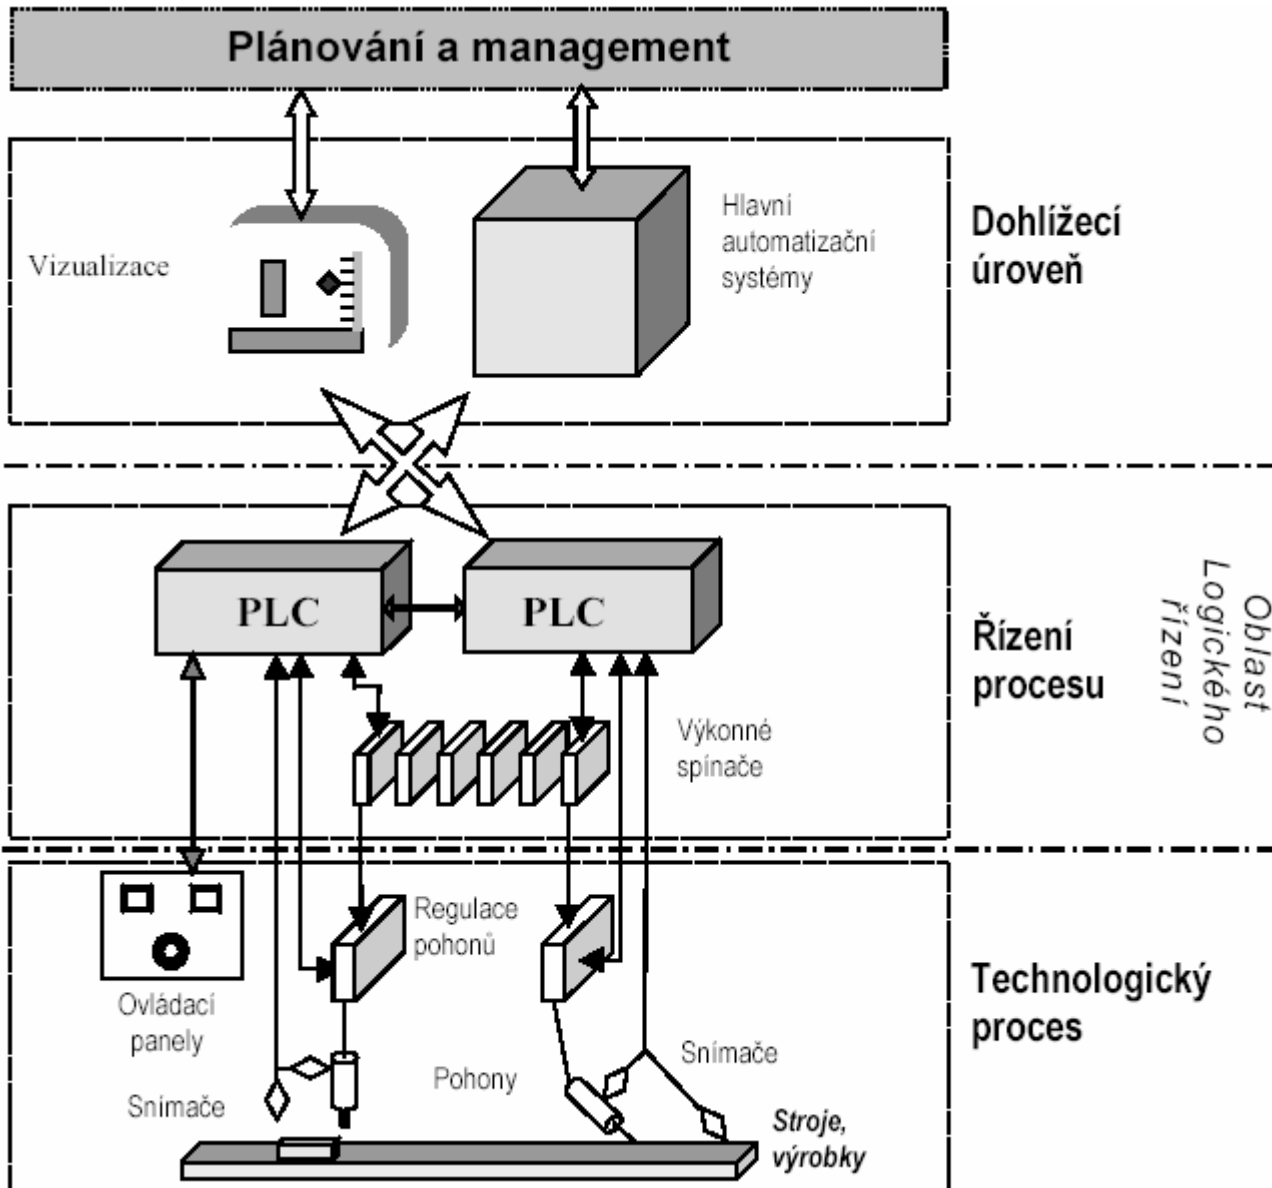 Plánování a management
Vizualizace
Hlavní
automatizační
systémy
Dohlížecí
úroveň
PLC
PLC
Výkonné
spínače
Řízení
procesu
Oblast
Logického
řízení
Regulace
pohonů
Ovládací
panely
Snímače
Pohony
Snímače
Stroje,
výrobky
Technologický
proces